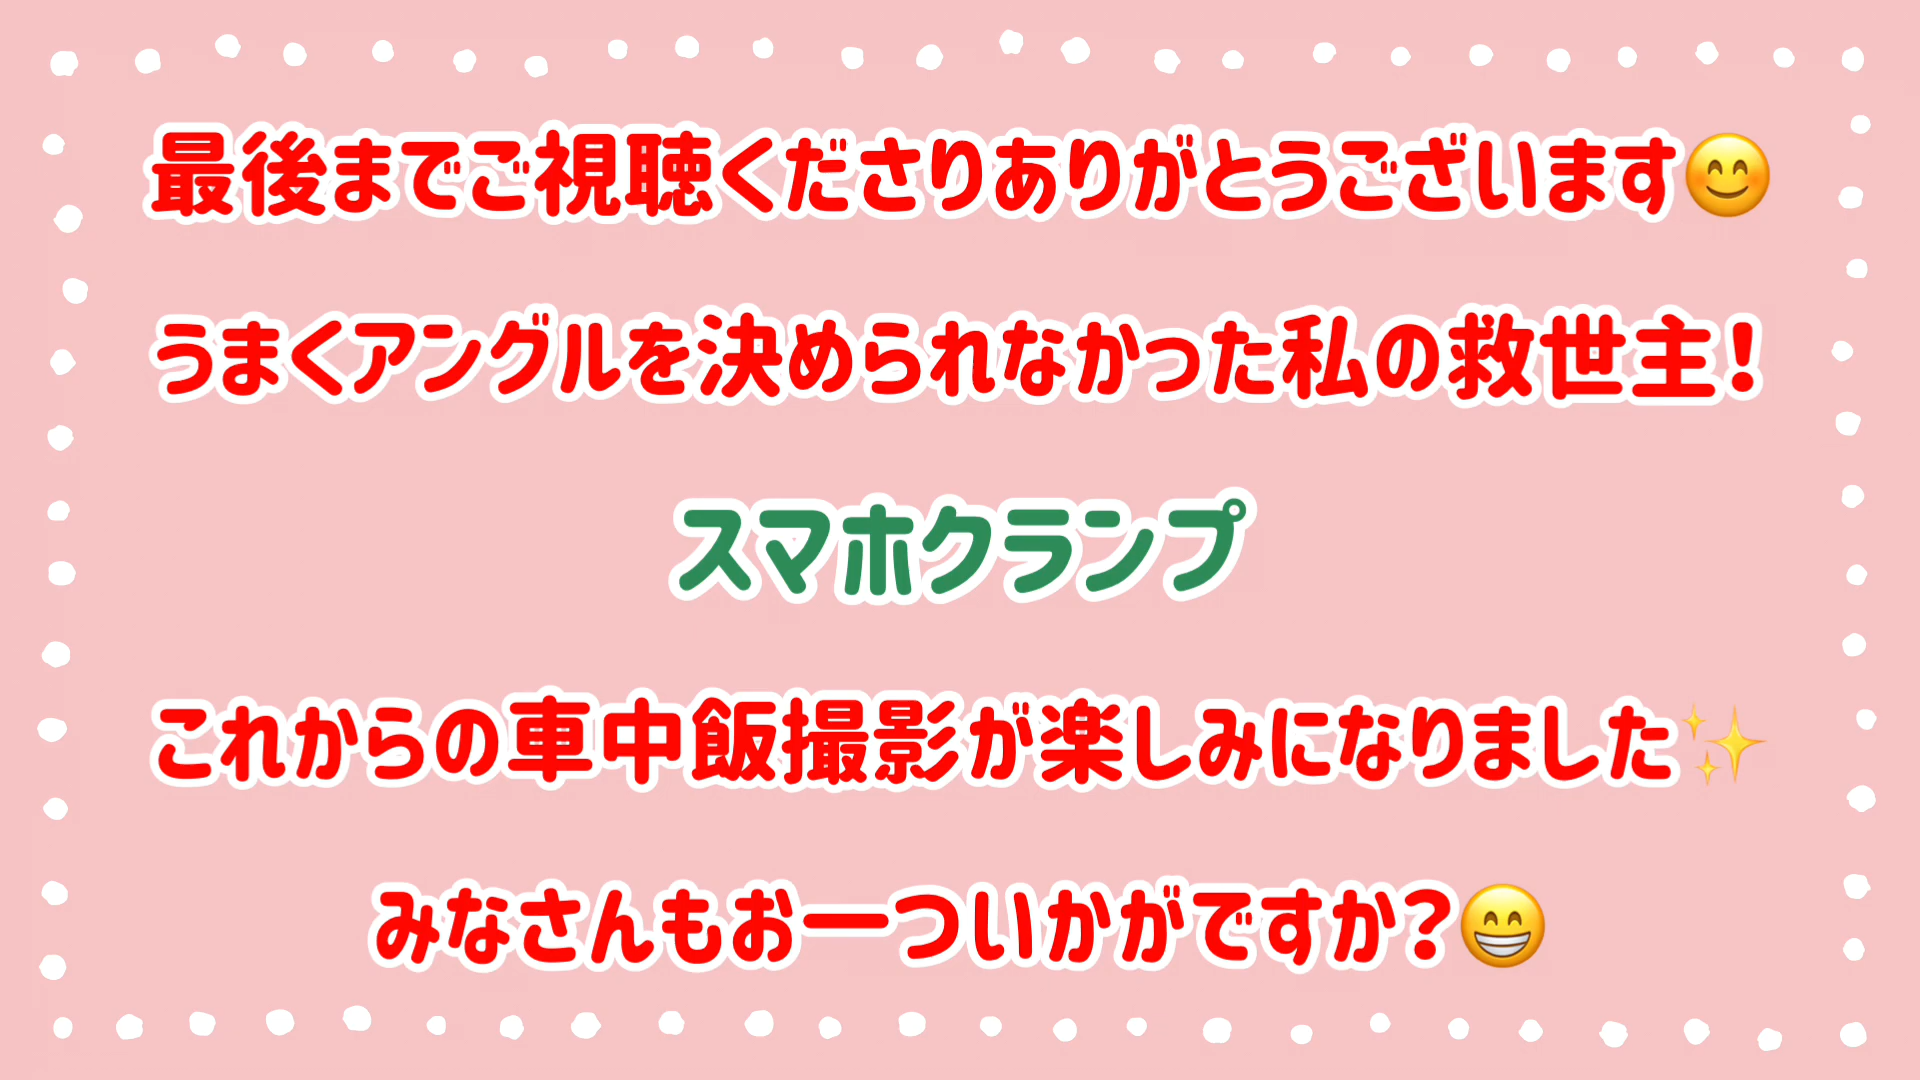 最後までご視聴くださりありがとうございます😊
うまくアングルを決められなかった私の救世主！
スマホクランプ
これからの車中飯撮影が楽しみになりました✨
みなさんもお一ついかがですか？😁